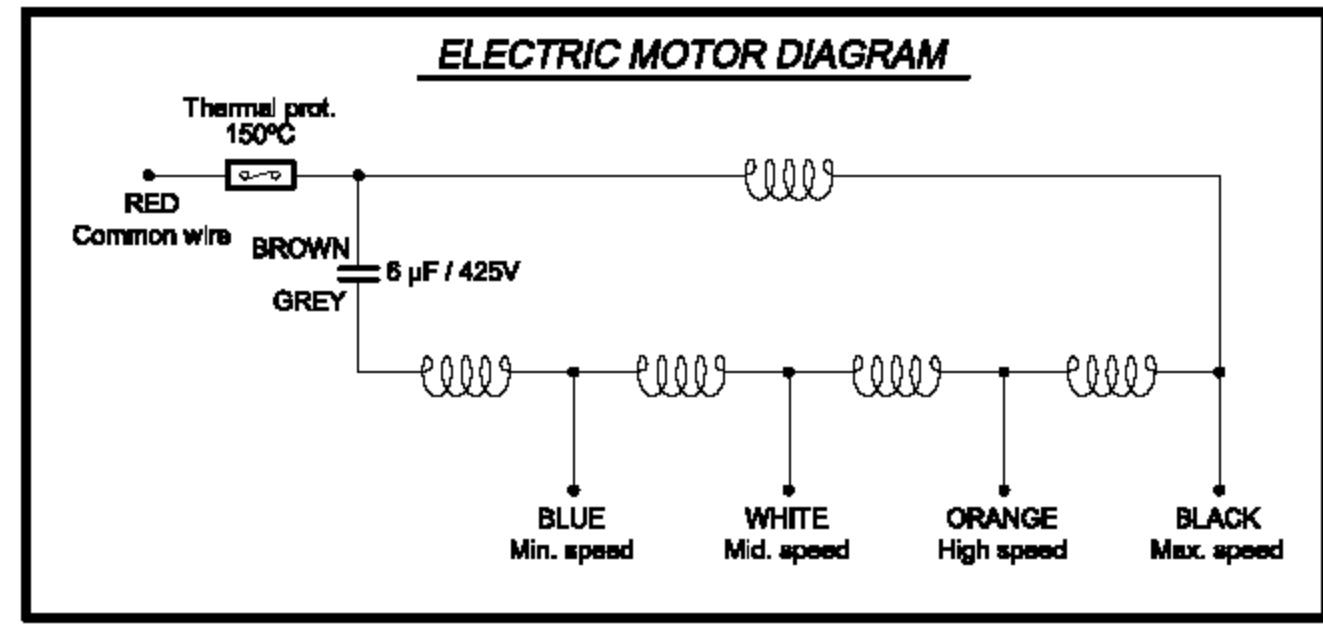 ELECTRIC MOTOR DIAGRAM
Thermal prot.
150ºC
RED
Common wire
BROWN
6 µF / 425V
GREY
BLUE
Min. speed
WHITE
Mid. speed
ORANGE
High speed
BLACK
Max. speed